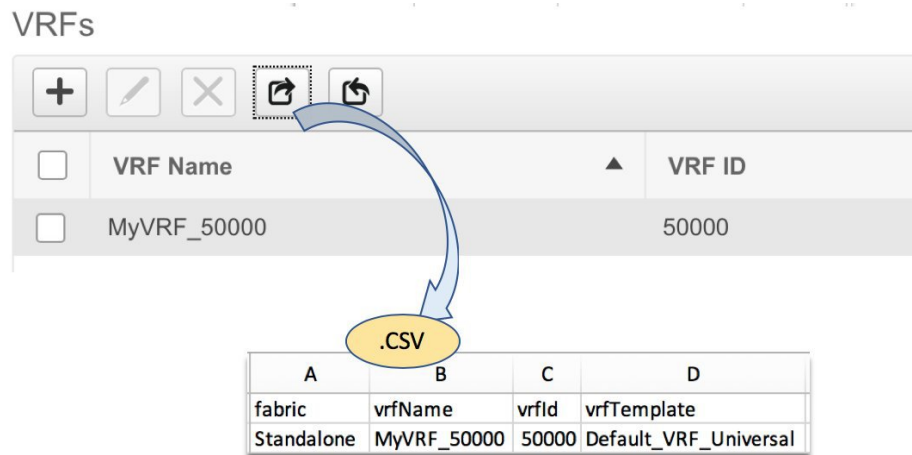 VRFs
VRF Name VRF ID
MyVRF_50000 50000
.CSV
A B C D
fabric vrfName vrfId vrfTemplate
Standalone MyVRF_50000 50000 Default_VRF_Universal